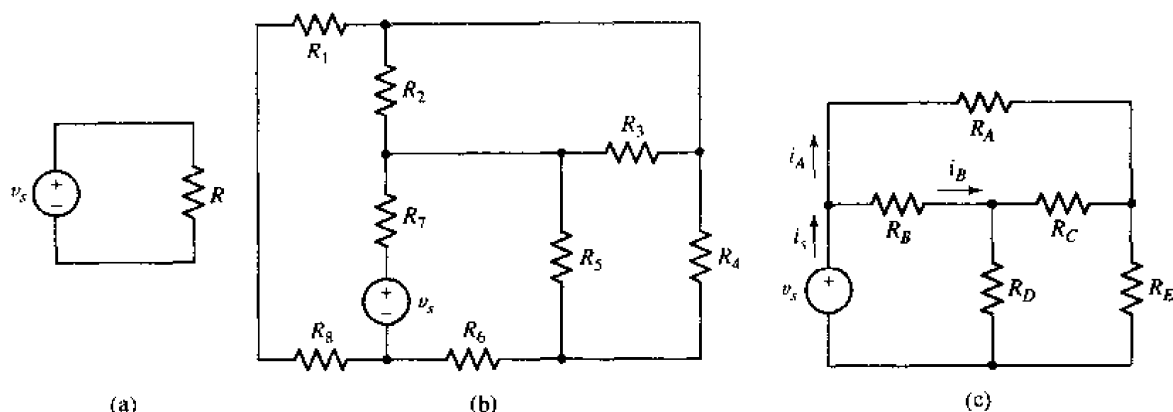 v_s
+
−
R
(a)
R_1
R_2
R_3
R_7
R_5
R_4
+
−
v_s
R_8
R_6
(b)
R_A
i_A
i_B
R_B
R_C
i_s
+
−
v_s
R_D
R_E
(c)